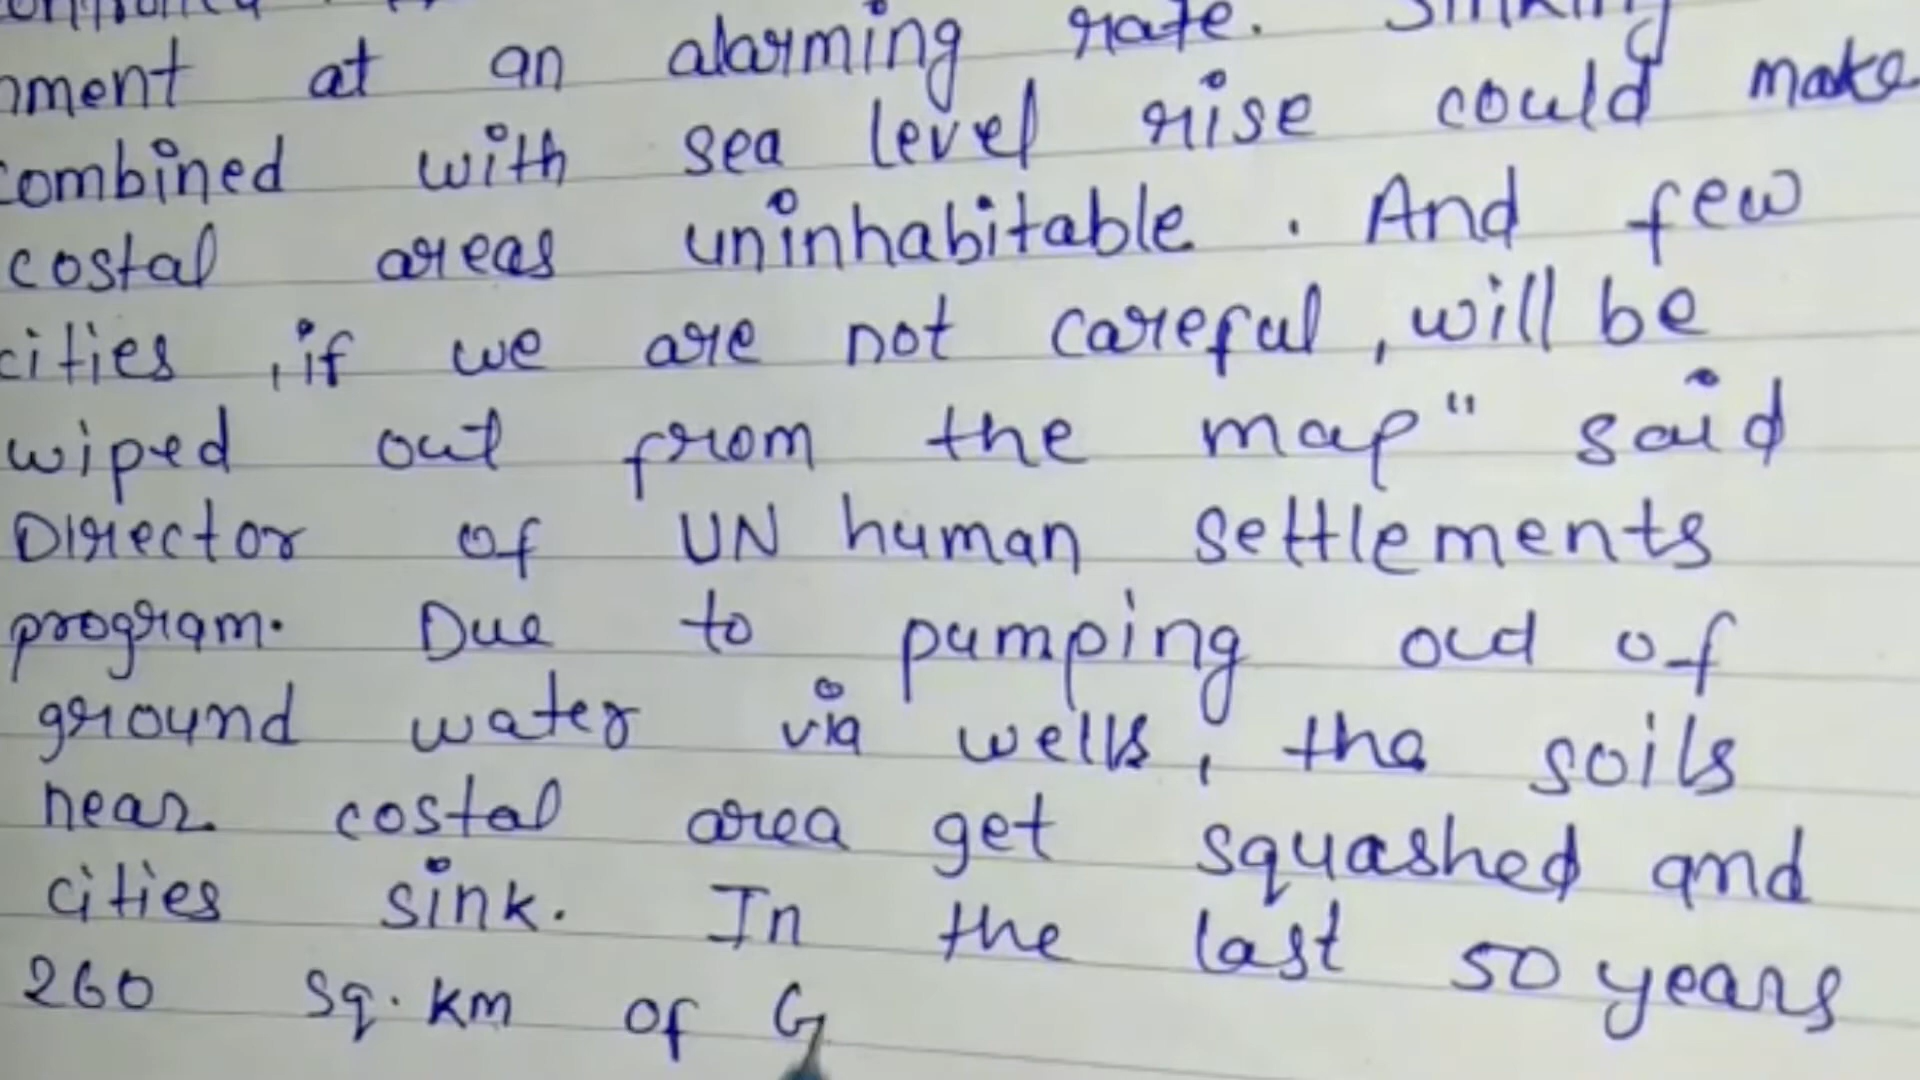 nment at an alarming rate. Sinking
combined with sea level rise could make
costal areas uninhabitable. And few
cities, if we are not careful, will be
wiped out from the map" said
Director of UN human settlements
program. Due to pumping out of
ground water via wells, the soils
near costal area get squashed and
cities sink. In the last 50 years
260 sq. km of G